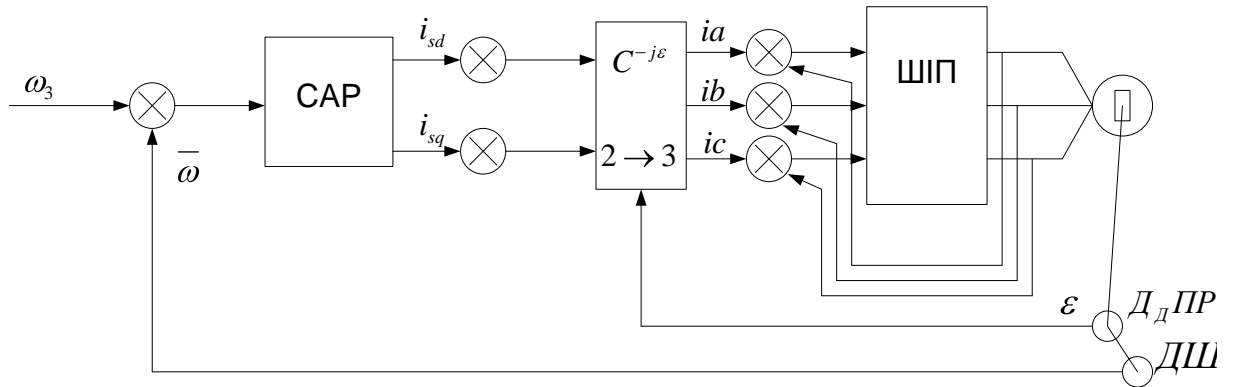 ω₃
ω̅
САР
i_sd
i_sq
C^{-jε}
2 → 3
ia
ib
ic
ШІП
ε
Д_Д ПР
ДШ